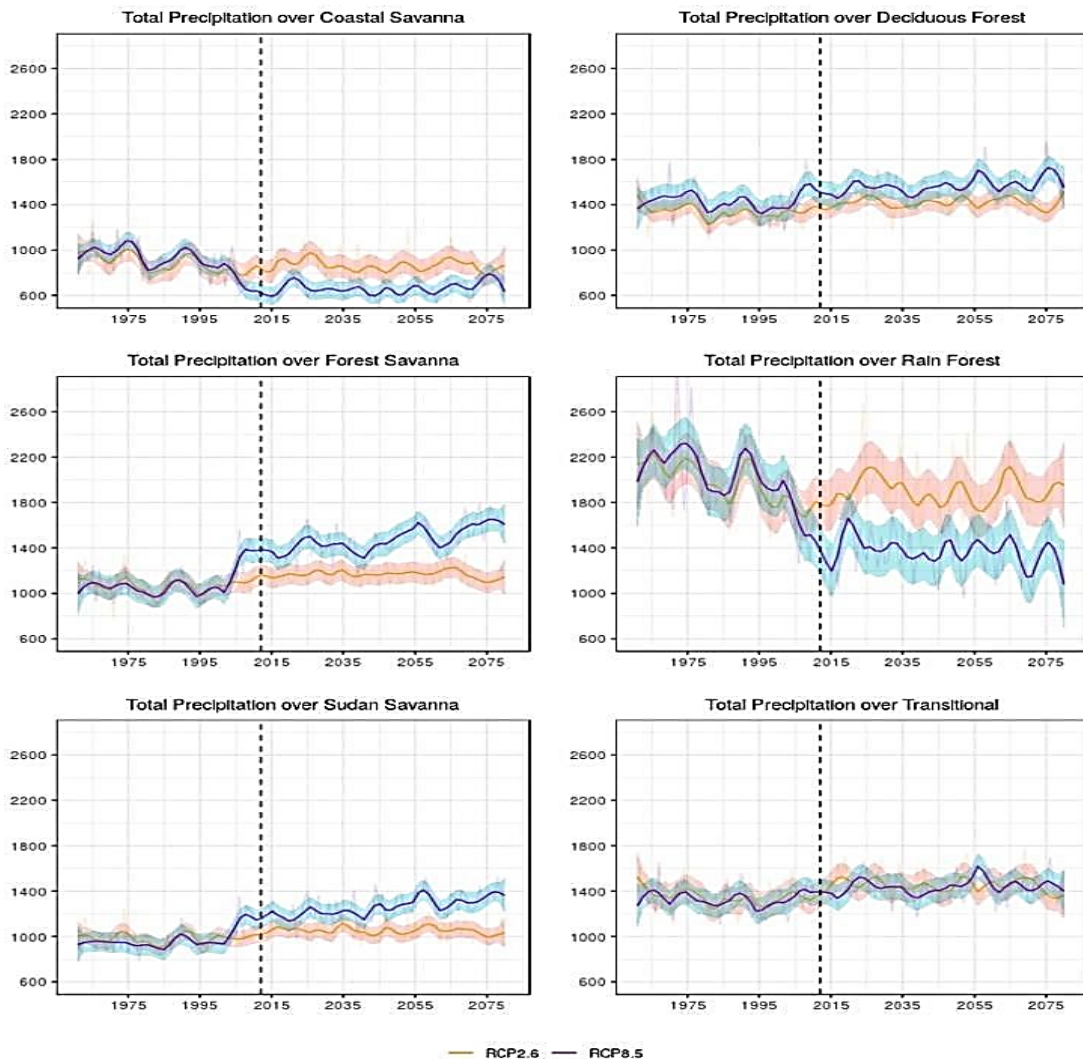 Total Precipitation over Coastal Savanna
2600
2200
1800
1400
1000
600
1975 1995 2015 2035 2055 2075
Total Precipitation over Deciduous Forest
2600
2200
1800
1400
1000
600
1975 1995 2015 2035 2055 2075
Total Precipitation over Forest Savanna
2600
2200
1800
1400
1000
600
1975 1995 2015 2035 2055 2075
Total Precipitation over Rain Forest
2600
2200
1800
1400
1000
600
1975 1995 2015 2035 2055 2075
Total Precipitation over Sudan Savanna
2600
2200
1800
1400
1000
600
1975 1995 2015 2035 2055 2075
Total Precipitation over Transitional
2600
2200
1800
1400
1000
600
1975 1995 2015 2035 2055 2075
RCP2.6 RCP8.5